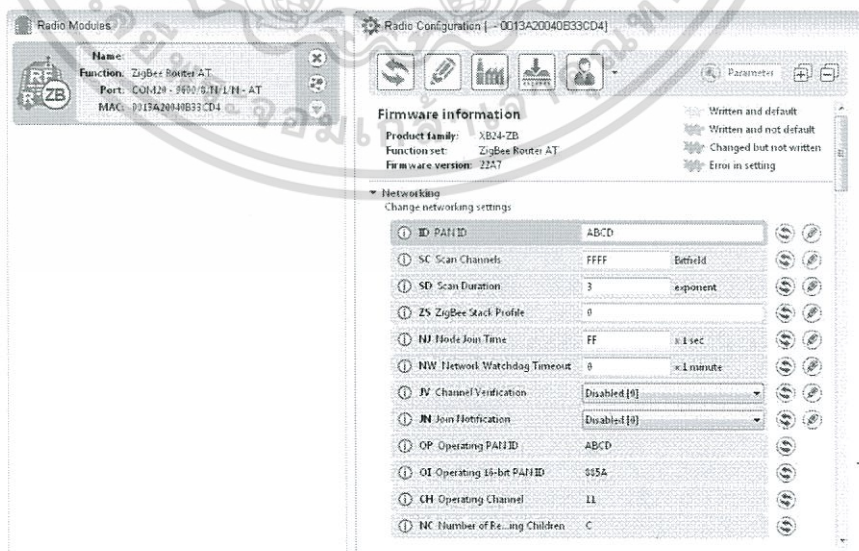 Radio Modules
Name:
Function: ZigBee Router AT
Port: COM20 - 9600/8/N/1/N - AT
MAC: 0013A20040B33CD4
Radio Configuration [ - 0013A20040B33CD4]
Parameter
Firmware information
Product family: XB24-ZB
Function set: ZigBee Router AT
Firmware version: 22A7
Written and default
Written and not default
Changed but not written
Error in setting
Networking
Change networking settings
ID PAN ID ABCD
SC Scan Channels FFFF Bitfield
SD Scan Duration 3 exponent
ZS ZigBee Stack Profile 0
NJ Node Join Time FF x 1 sec
NW Network Watchdog Timeout 0 x 1 minute
JV Channel Verification Disabled [0]
JN Join Notification Disabled [0]
OP Operating PAN ID ABCD
OI Operating 16-bit PAN ID
CH Operating Channel 11
NC Number of Re...ing Children C